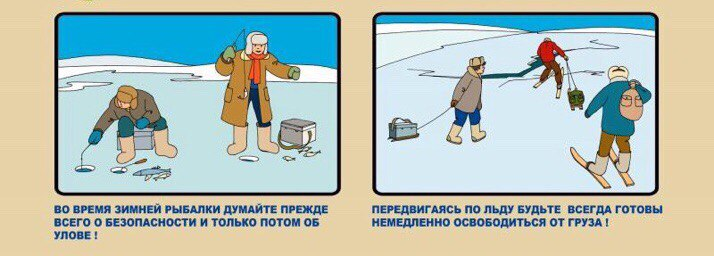 ВО ВРЕМЯ ЗИМНЕЙ РЫБАЛКИ ДУМАЙТЕ ПРЕЖДЕ
ВСЕГО О БЕЗОПАСНОСТИ И ТОЛЬКО ПОТОМ ОБ
УЛОВЕ !
ПЕРЕДВИГАЯСЬ ПО ЛЬДУ БУДЬТЕ ВСЕГДА ГОТОВЫ
НЕМЕДЛЕННО ОСВОБОДИТЬСЯ ОТ ГРУЗА !